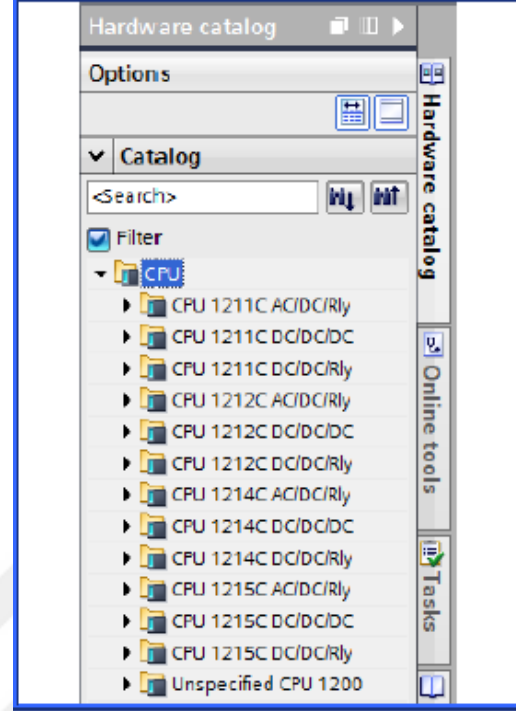 Hardware catalog
Options
Catalog
<Search>
Filter
CPU
CPU 1211C AC/DC/Rly
CPU 1211C DC/DC/DC
CPU 1211C DC/DC/Rly
CPU 1212C AC/DC/Rly
CPU 1212C DC/DC/DC
CPU 1212C DC/DC/Rly
CPU 1214C AC/DC/Rly
CPU 1214C DC/DC/DC
CPU 1214C DC/DC/Rly
CPU 1215C AC/DC/Rly
CPU 1215C DC/DC/DC
CPU 1215C DC/DC/Rly
Unspecified CPU 1200
Hardware catalog
Online tools
Tasks